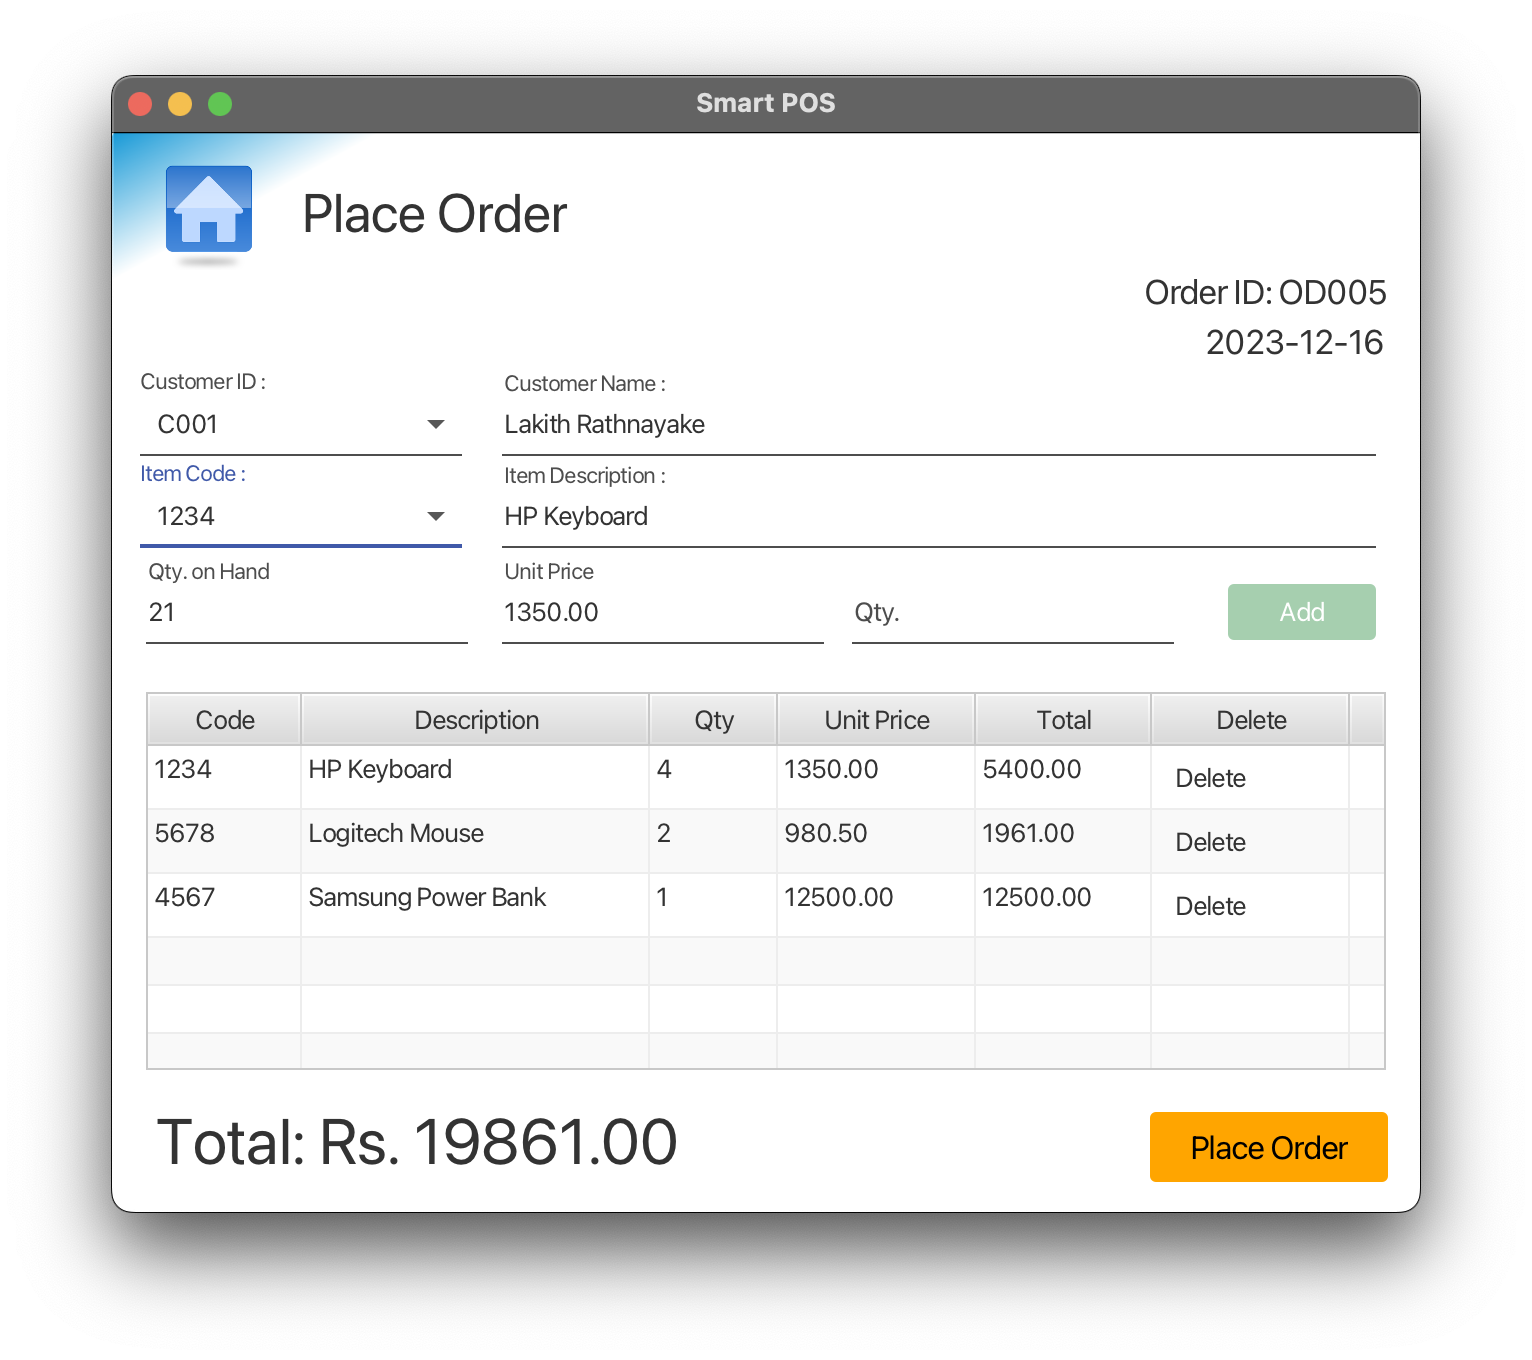 Smart POS
Place Order
Order ID: OD005
2023-12-16
Customer ID :
Customer Name :
C001
Lakith Rathnayake
Item Code :
Item Description :
1234
HP Keyboard
Qty. on Hand
Unit Price
21
1350.00
Qty.
Add
Code Description Qty Unit Price Total Delete
1234 HP Keyboard 4 1350.00 5400.00 Delete
5678 Logitech Mouse 2 980.50 1961.00 Delete
4567 Samsung Power Bank 1 12500.00 12500.00 Delete
Total: Rs. 19861.00
Place Order